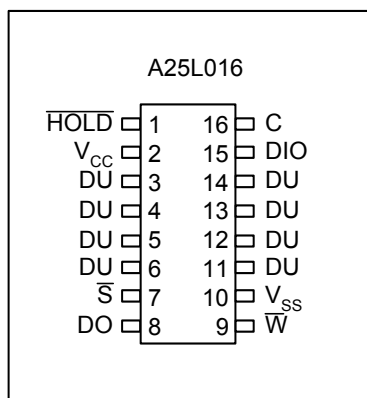 A25L016
H̅O̅L̅D̅ 1 16 C
VCC 2 15 DIO
DU 3 14 DU
DU 4 13 DU
DU 5 12 DU
DU 6 11 DU
S̅ 7 10 VSS
DO 8 9 W̅